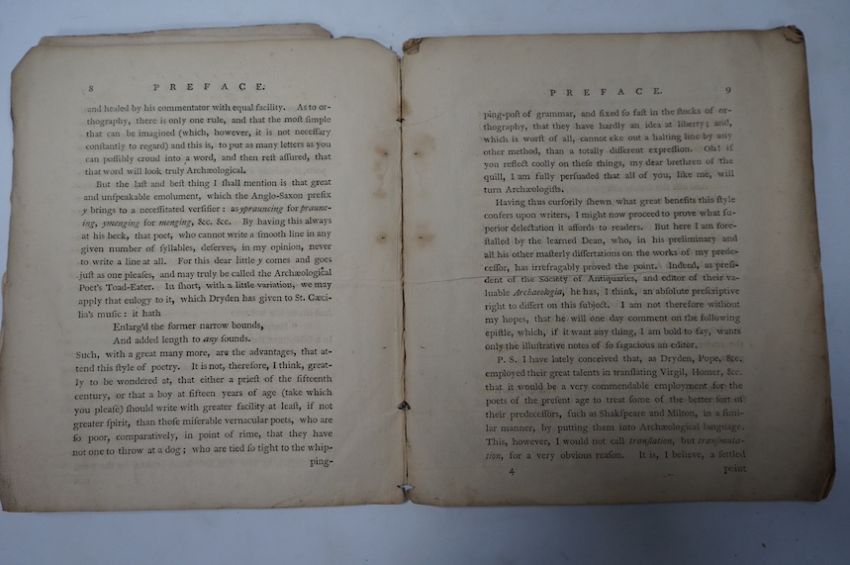 8 PREFACE.
and healed by his commentator with equal facility. As to or-
thography, there is only one rule, and that the moſt ſimple
that can be imagined (which, however, it is not neceſſary
conſtantly to regard) and this is, to put as many letters as you
can poſſibly croud into a word, and then reſt aſſured, that
that word will look truly Archæological.
But the laſt and beſt thing I ſhall mention is that great
and unſpeakable emolument, which the Anglo-Saxon prefix
y brings to a neceſſitated verſifier: as yprauncing for praunc-
ing, ymenging for menging, &c. &c. By having this always
at his beck, that poet, who cannot write a ſmooth line in any
given number of ſyllables, deſerves, in my opinion, never
to write a line at all. For this dear little y comes and goes
juſt as one pleaſes, and may truly be called the Archæological
Poet's Toad-Eater. In ſhort, with a little variation, we may
apply that eulogy to it, which Dryden has given to St. Cæci-
lia's muſic: it hath
Enlarg'd the former narrow bounds,
And added length to any ſounds.
Such, with a great many more, are the advantages, that at-
tend this ſtyle of poetry. It is not, therefore, I think, great-
ly to be wondered at, that either a prieſt of the fifteenth
century, or that a boy at fifteen years of age (take which
you pleaſe) ſhould write with greater facility at leaſt, if not
greater ſpirit, than thoſe miſerable vernacular poets, who are
ſo poor, comparatively, in point of rime, that they have
not one to throw at a dog; who are tied ſo tight to the whip-
ping-
PREFACE. 9
ping-poſt of grammar, and fixed ſo faſt in the ſtocks of or-
thography, that they have hardly an idea at liberty; and,
which is worſt of all, cannot eke out a halting line by any
other method, than a totally different expreſſion. Oh! if
you reflect coolly on theſe things, my dear brethren of the
quill, I am fully perſuaded that all of you, like me, will
turn Archæologiſts.
Having thus curſorily ſhewn what great benefits this ſtyle
confers upon writers, I might now proceed to prove what ſu-
perior delectation it affords to readers. But here I am fore-
ſtalled by the learned Dean, who, in his preliminary and
all his other maſterly diſſertations on the works of my prede-
ceſſor, has irrefragably proved the point. Indeed, as preſi-
dent of the Society of Antiquaries, and editor of their va-
luable Archæologia, he has, I think, an abſolute preſcriptive
right to diſſert on this ſubject. I am not therefore without
my hopes, that he will one day comment on the following
epiſtle, which, if it want any thing, I am bold to ſay, wants
only the illuſtrative notes of ſo ſagacious an editor.
P. S. I have lately conceived that, as Dryden, Pope, &c.
employed their great talents in tranſlating Virgil, Homer, &c.
that it would be a very commendable employment for the
poets of the preſent age to treat ſome of the better ſort of
their predeceſſors, ſuch as Shakſpeare and Milton, in a ſimi-
lar manner, by putting them into Archæological language.
This, however, I would not call tranſlation, but tranſmuta-
tion, for a very obvious reaſon. It is, I believe, a ſettled
4 point